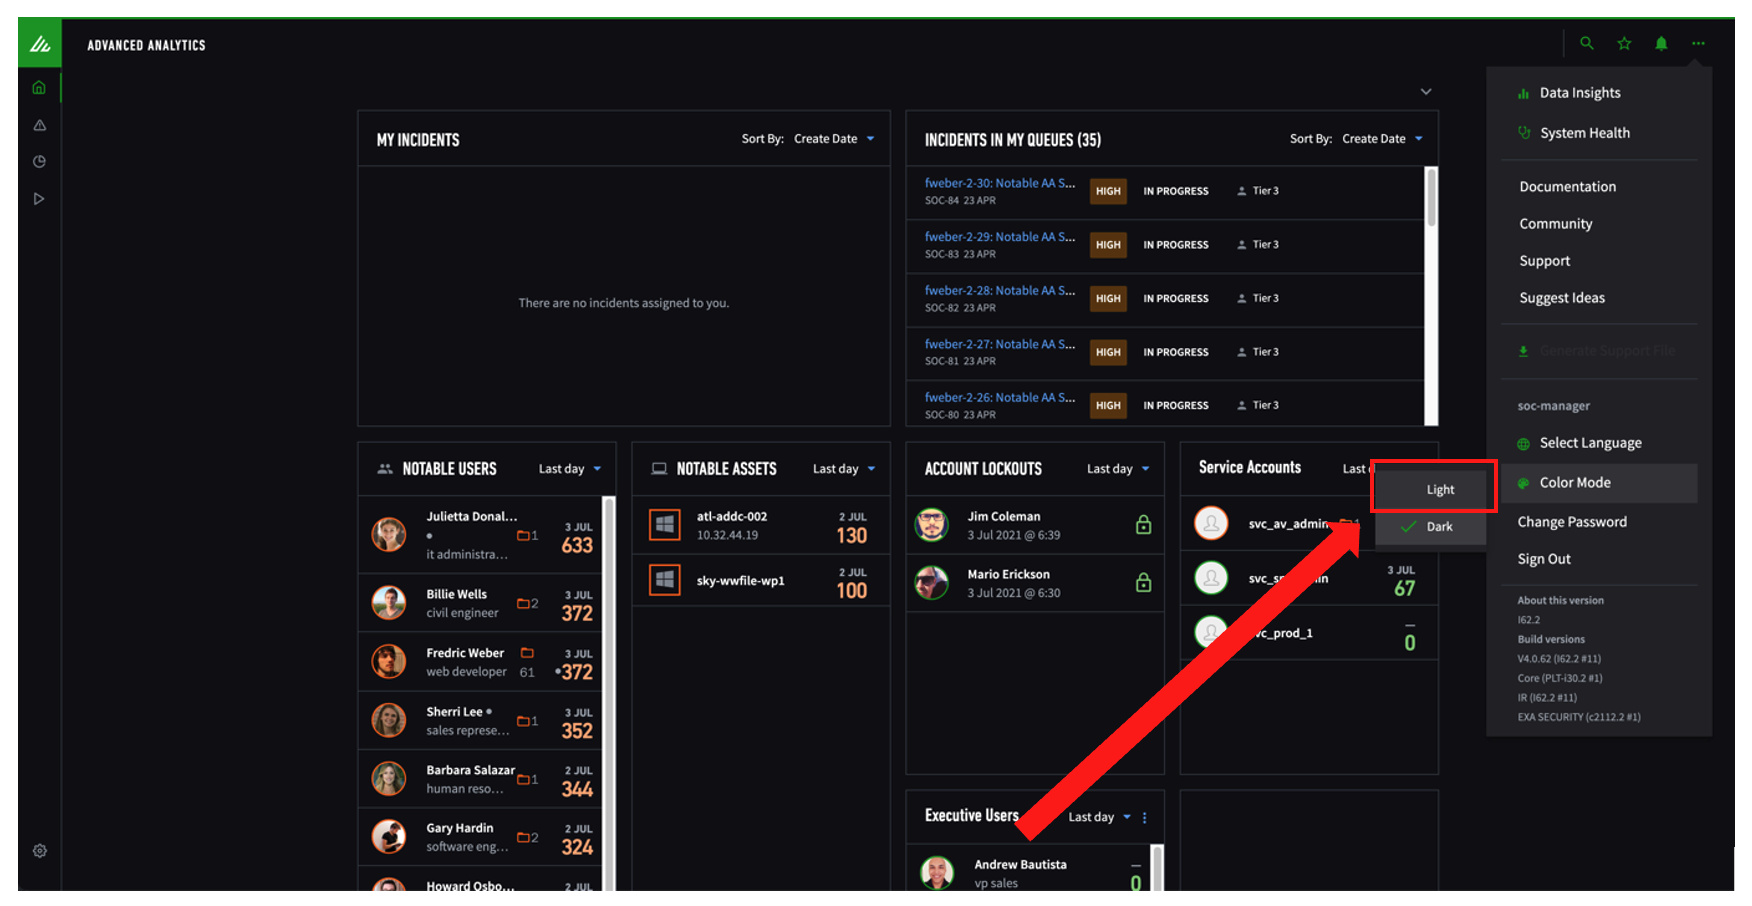 ADVANCED ANALYTICS
MY INCIDENTS
Sort By: Create Date
There are no incidents assigned to you.
INCIDENTS IN MY QUEUES (35)
Sort By: Create Date
fweber-2-30: Notable AA S... HIGH IN PROGRESS Tier 3
SOC-84 23 APR
fweber-2-29: Notable AA S... HIGH IN PROGRESS Tier 3
SOC-83 23 APR
fweber-2-28: Notable AA S... HIGH IN PROGRESS Tier 3
SOC-82 23 APR
fweber-2-27: Notable AA S... HIGH IN PROGRESS Tier 3
SOC-81 23 APR
fweber-2-26: Notable AA S... HIGH IN PROGRESS Tier 3
SOC-80 23 APR
NOTABLE USERS Last day
Julietta Donal... 1 3 JUL
it administra... 633
Billie Wells 2 3 JUL
civil engineer 372
Fredric Weber 3 JUL
web developer 61 372
Sherri Lee 1 3 JUL
sales represe... 352
Barbara Salazar 1 2 JUL
human reso... 344
Gary Hardin 2 2 JUL
software eng... 324
Howard Osbo... 2 JUL
NOTABLE ASSETS Last day
atl-addc-002 2 JUL
10.32.44.19 130
sky-wwfile-wp1 2 JUL
100
ACCOUNT LOCKOUTS Last day
Jim Coleman
3 Jul 2021 @ 6:39
Mario Erickson
3 Jul 2021 @ 6:30
Service Accounts Last
svc_av_admin 1
3 JUL
67
svc_prod_1
0
Executive Users Last day
Andrew Bautista
vp sales 0
Light
Dark
Data Insights
System Health
Documentation
Community
Support
Suggest Ideas
Generate Support File
soc-manager
Select Language
Color Mode
Change Password
Sign Out
About this version
I62.2
Build versions
V4.0.62 (I62.2 #11)
Core (PLT-i30.2 #1)
IR (I62.2 #11)
EXA SECURITY (c2112.2 #1)